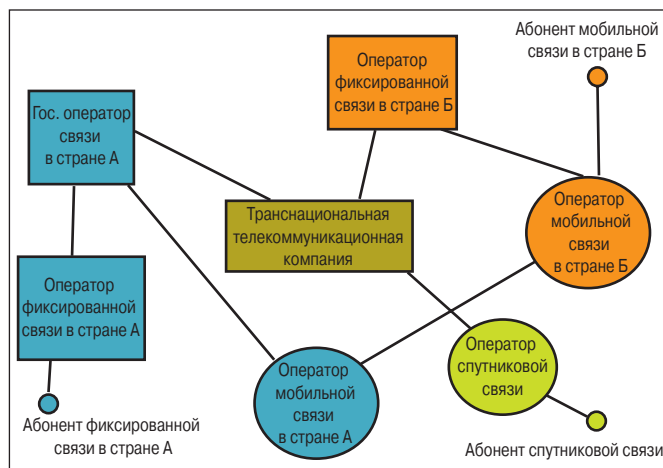 Абонент мобильной
связи в стране Б
Оператор
фиксированной
связи в стране Б
Гос. оператор
связи
в стране А
Транснациональная
телекоммуникационная
компания
Оператор
мобильной
связи
в стране Б
Оператор
фиксированной
связи в стране А
Оператор
спутниковой
связи
Оператор
мобильной
связи
в стране А
Абонент фиксированной
связи в стране А
Абонент спутниковой связи